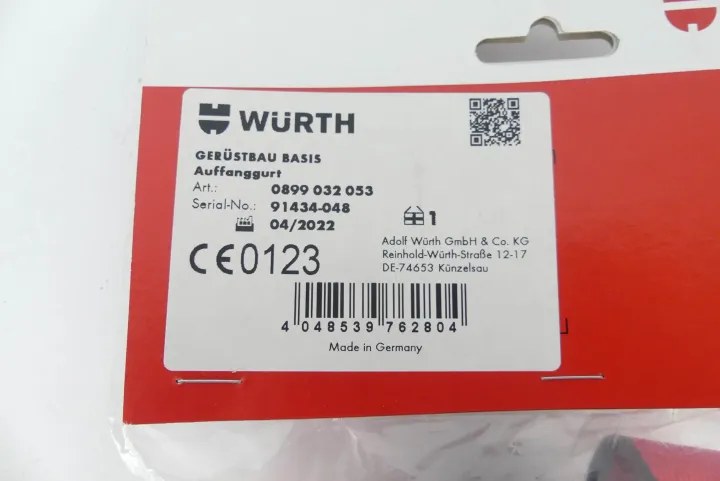 WÜRTH
GERÜSTBAU BASIS
Auffanggurt
Art.: 0899 032 053
Serial-No.: 91434-048
04/2022
1
CE0123
Adolf Würth GmbH & Co. KG
Reinhold-Würth-Straße 12-17
DE-74653 Künzelsau
4 048539 762804
Made in Germany